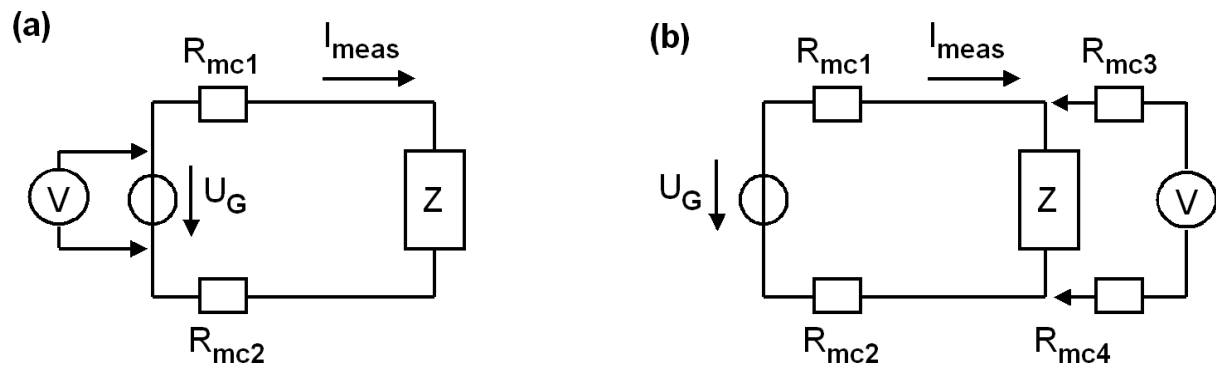 (a)
R_mc1
I_meas
V
U_G
Z
R_mc2
(b)
R_mc1
I_meas
R_mc3
U_G
Z
V
R_mc2
R_mc4